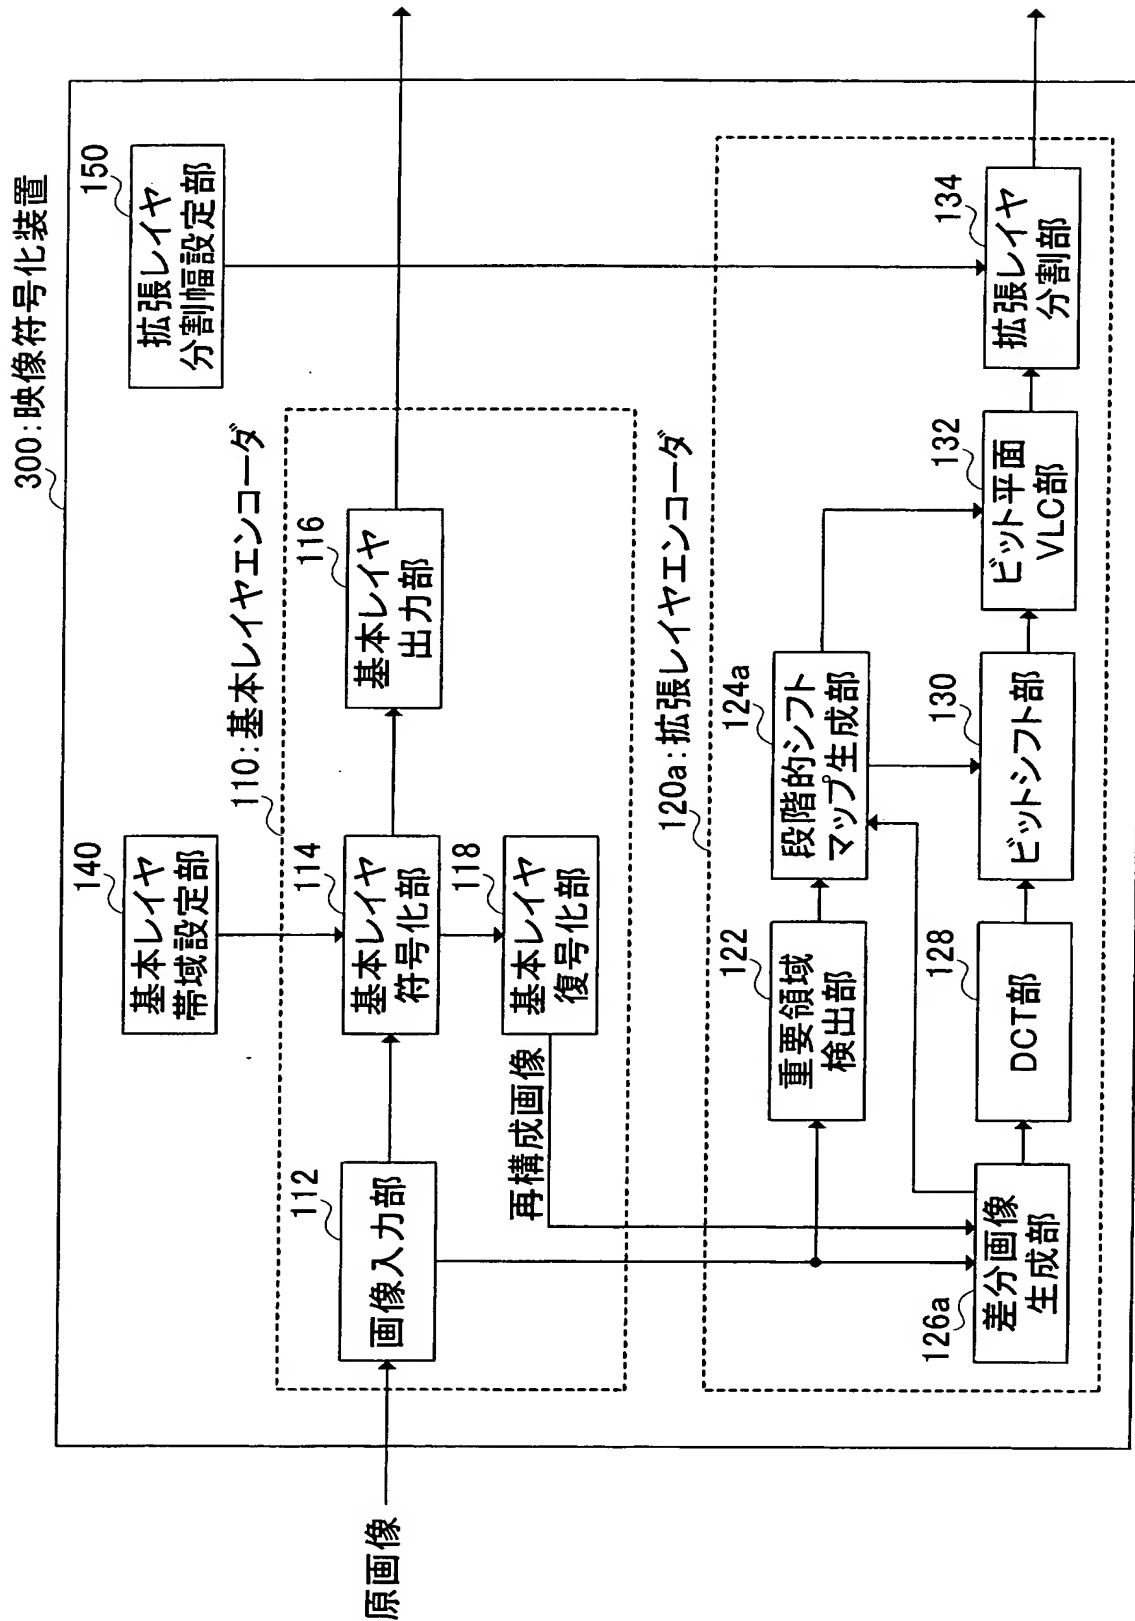 300:映像符号化装置
140
基本レイヤ
帯域設定部
150
拡張レイヤ
分割幅設定部
110:基本レイヤエンコーダ
原画像
112
画像入力部
114
基本レイヤ
符号化部
116
基本レイヤ
出力部
118
基本レイヤ
復号化部
再構成画像
120a:拡張レイヤエンコーダ
122
重要領域
検出部
124a
段階的シフト
マップ生成部
126a
差分画像
生成部
128
DCT部
130
ビットシフト部
132
ビット平面
VLC部
134
拡張レイヤ
分割部